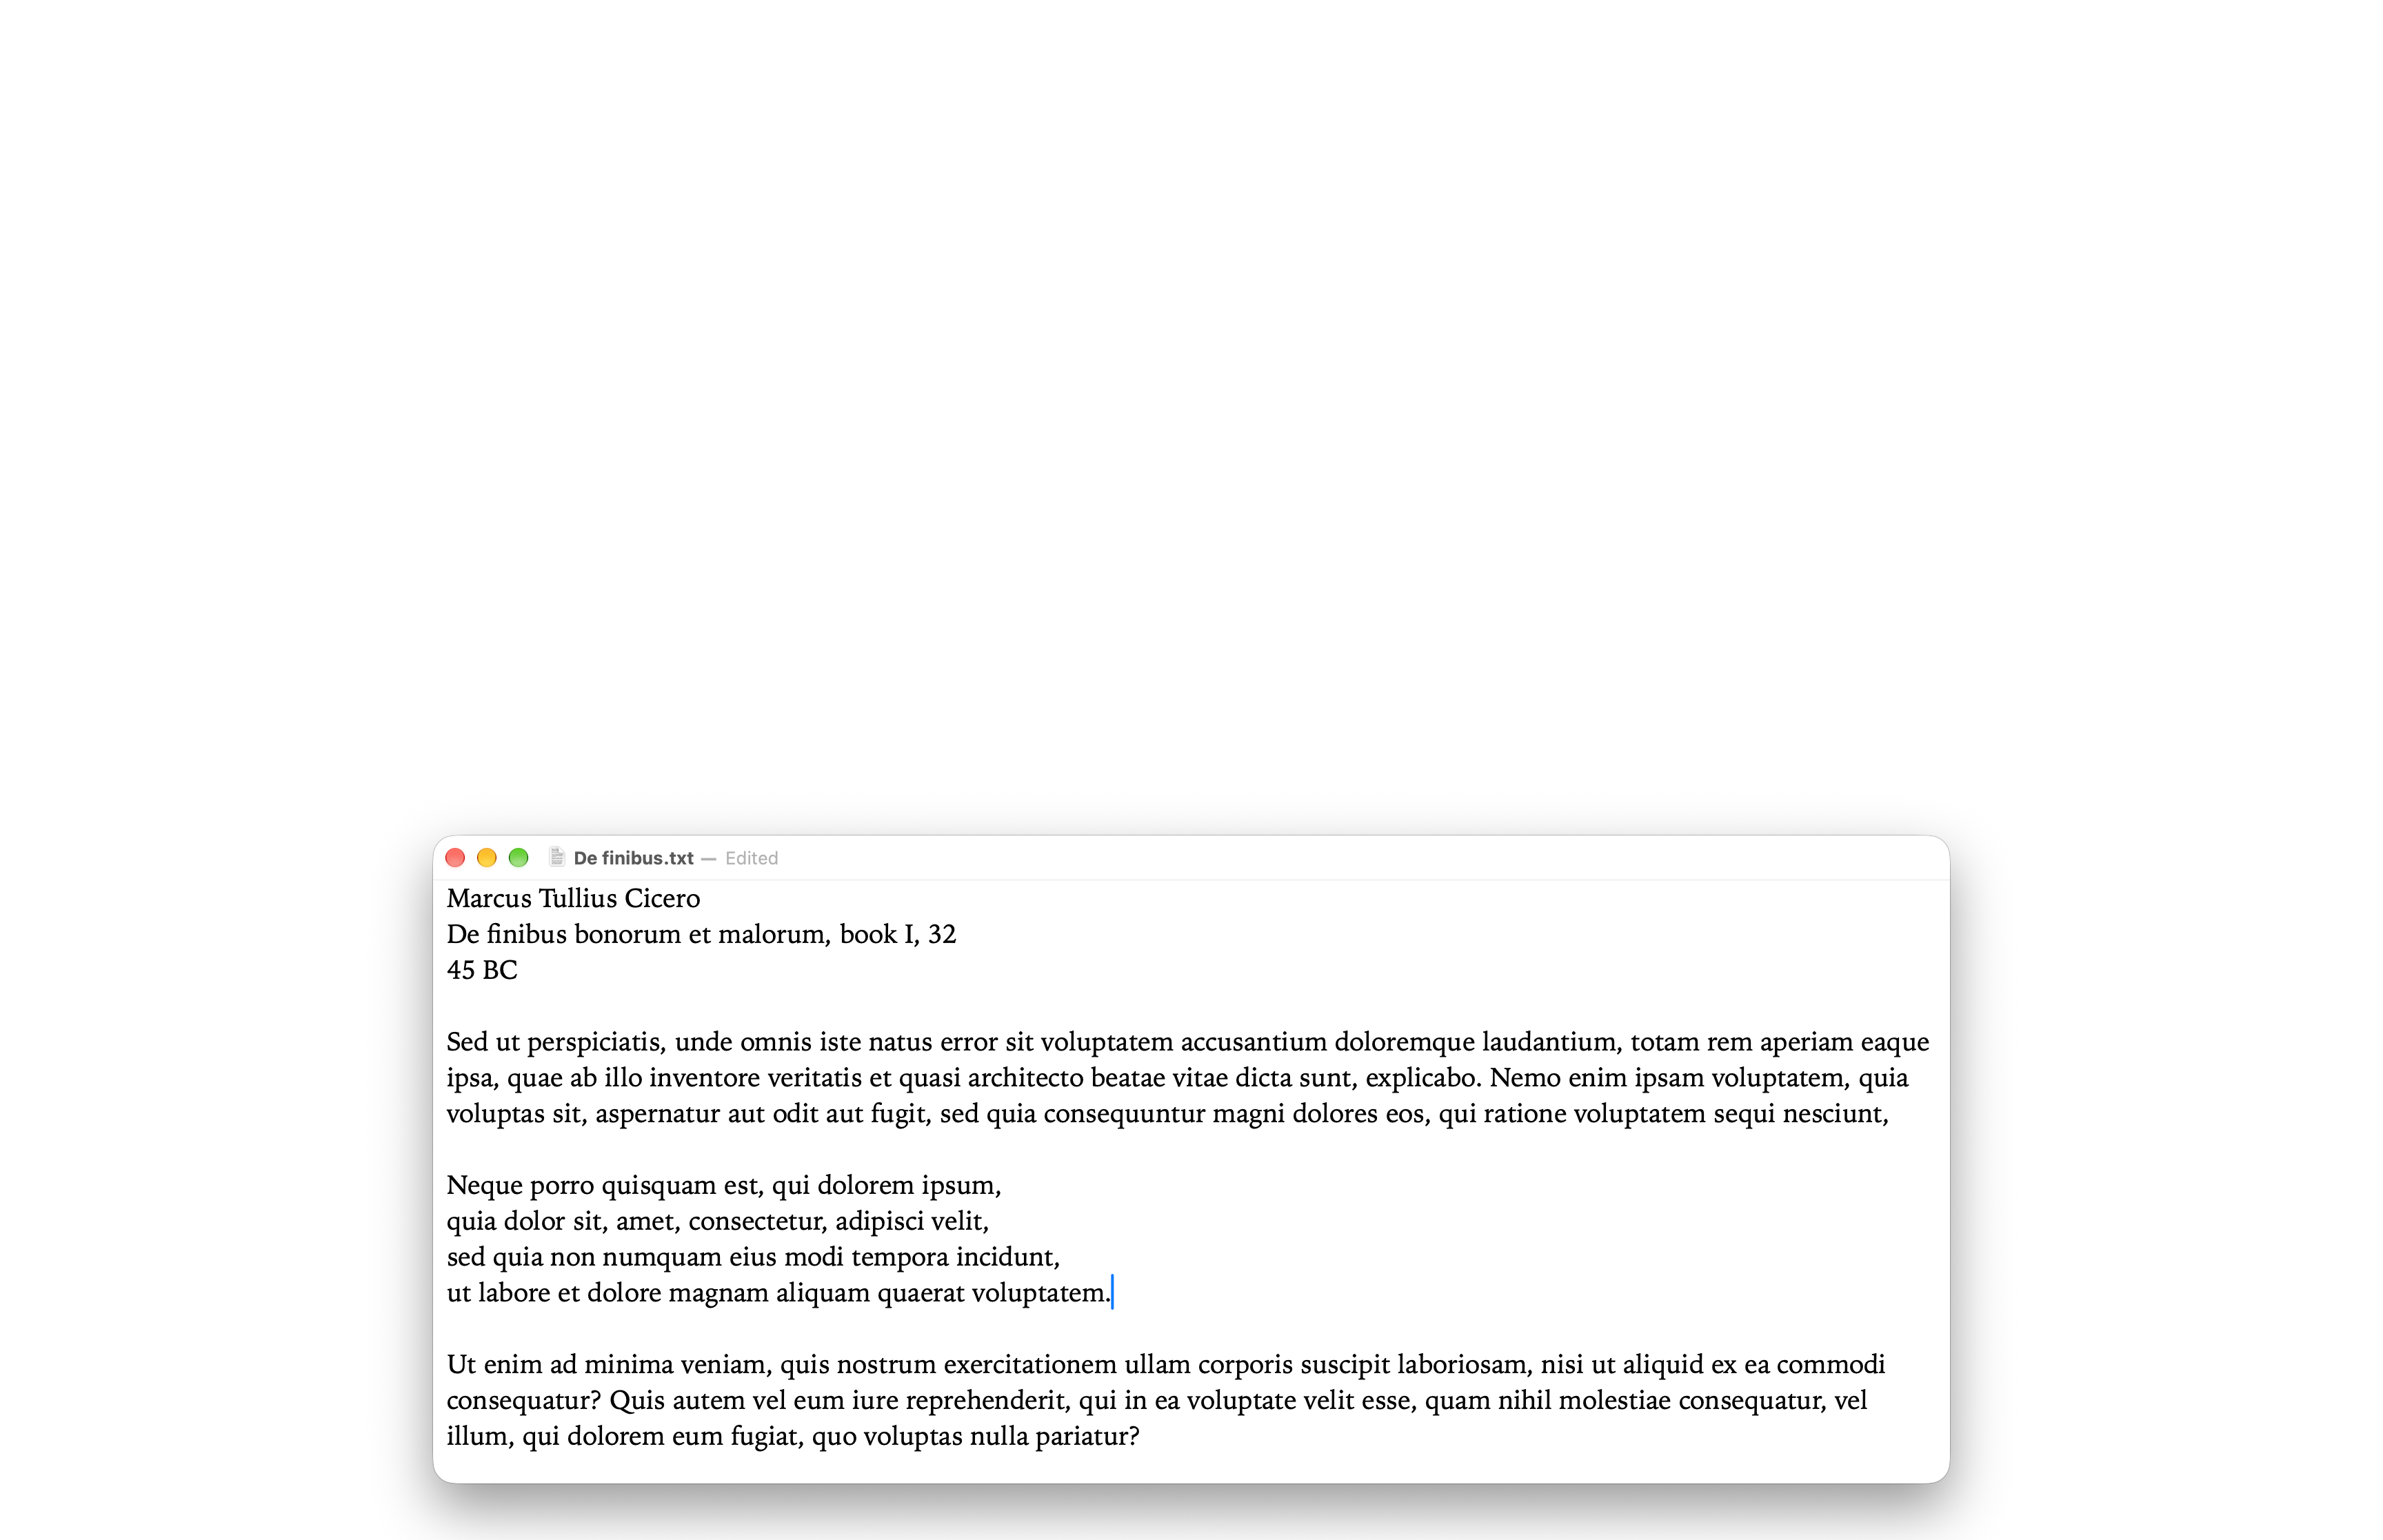 De finibus.txt — Edited
Marcus Tullius Cicero
De finibus bonorum et malorum, book I, 32
45 BC
Sed ut perspiciatis, unde omnis iste natus error sit voluptatem accusantium doloremque laudantium, totam rem aperiam eaque
ipsa, quae ab illo inventore veritatis et quasi architecto beatae vitae dicta sunt, explicabo. Nemo enim ipsam voluptatem, quia
voluptas sit, aspernatur aut odit aut fugit, sed quia consequuntur magni dolores eos, qui ratione voluptatem sequi nesciunt,
Neque porro quisquam est, qui dolorem ipsum,
quia dolor sit, amet, consectetur, adipisci velit,
sed quia non numquam eius modi tempora incidunt,
ut labore et dolore magnam aliquam quaerat voluptatem.
Ut enim ad minima veniam, quis nostrum exercitationem ullam corporis suscipit laboriosam, nisi ut aliquid ex ea commodi
consequatur? Quis autem vel eum iure reprehenderit, qui in ea voluptate velit esse, quam nihil molestiae consequatur, vel
illum, qui dolorem eum fugiat, quo voluptas nulla pariatur?